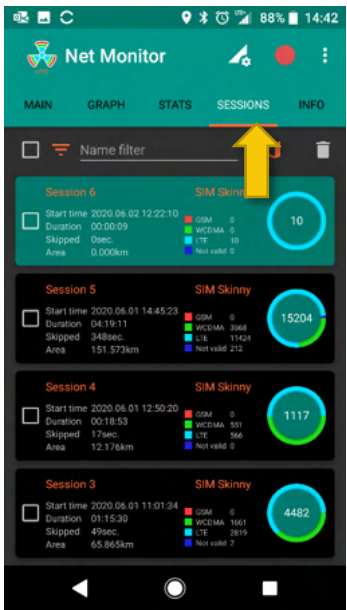 88% 14:42
Net Monitor
LITE
MAIN GRAPH STATS SESSIONS INFO
Name filter
Session 6 SIM Skinny
Start time 2020.06.02 12:22:10
Duration 00:00:09
Skipped 0sec.
Area 0.000km
GSM 0
WCDMA 0
LTE 10
Not valid 0
10
Session 5 SIM Skinny
Start time 2020.06.01 14:45:23
Duration 04:19:11
Skipped 348sec.
Area 151.573km
GSM 0
WCDMA 3568
LTE 11424
Not valid 212
15204
Session 4 SIM Skinny
Start time 2020.06.01 12:50:20
Duration 00:18:53
Skipped 17sec.
Area 12.176km
GSM 0
WCDMA 551
LTE 566
Not valid 0
1117
Session 3 SIM Skinny
Start time 2020.06.01 11:01:34
Duration 01:15:30
Skipped 49sec.
Area 65.865km
GSM 0
WCDMA 1661
LTE 2819
Not valid 2
4482